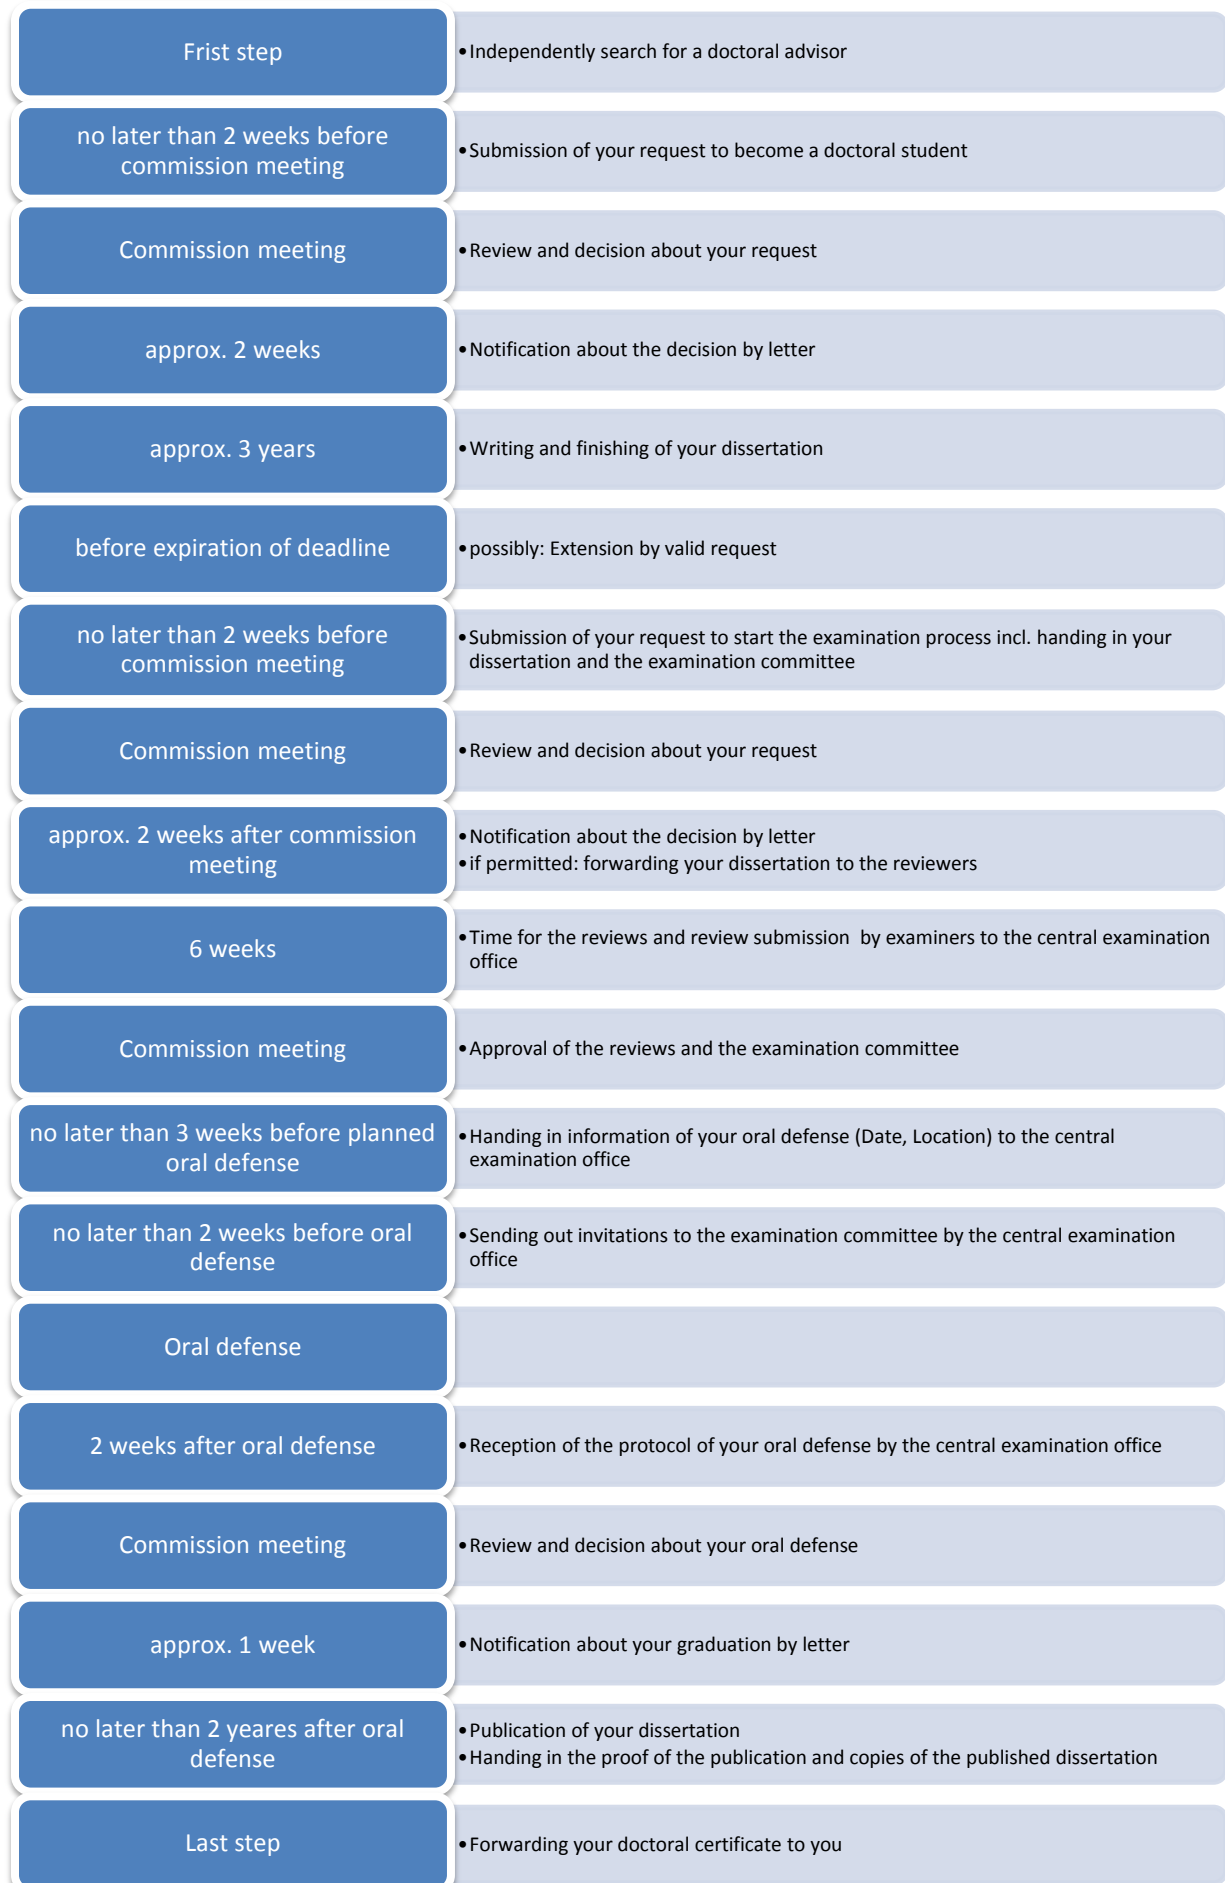 Frist step
•Independently search for a doctoral advisor
no later than 2 weeks before
commission meeting
•Submission of your request to become a doctoral student
Commission meeting
•Review and decision about your request
approx. 2 weeks
•Notification about the decision by letter
approx. 3 years
•Writing and finishing of your dissertation
before expiration of deadline
•possibly: Extension by valid request
no later than 2 weeks before
commission meeting
•Submission of your request to start the examination process incl. handing in your
dissertation and the examination committee
Commission meeting
•Review and decision about your request
approx. 2 weeks after commission
meeting
•Notification about the decision by letter
•if permitted: forwarding your dissertation to the reviewers
6 weeks
•Time for the reviews and review submission  by examiners to the central examination
office
Commission meeting
•Approval of the reviews and the examination committee
no later than 3 weeks before planned
oral defense
•Handing in information of your oral defense (Date, Location) to the central
examination office
no later than 2 weeks before oral
defense
•Sending out invitations to the examination committee by the central examination
office
Oral defense
2 weeks after oral defense
•Reception of the protocol of your oral defense by the central examination office
Commission meeting
•Review and decision about your oral defense
approx. 1 week
•Notification about your graduation by letter
no later than 2 yeares after oral
defense
•Publication of your dissertation
•Handing in the proof of the publication and copies of the published dissertation
Last step
•Forwarding your doctoral certificate to you